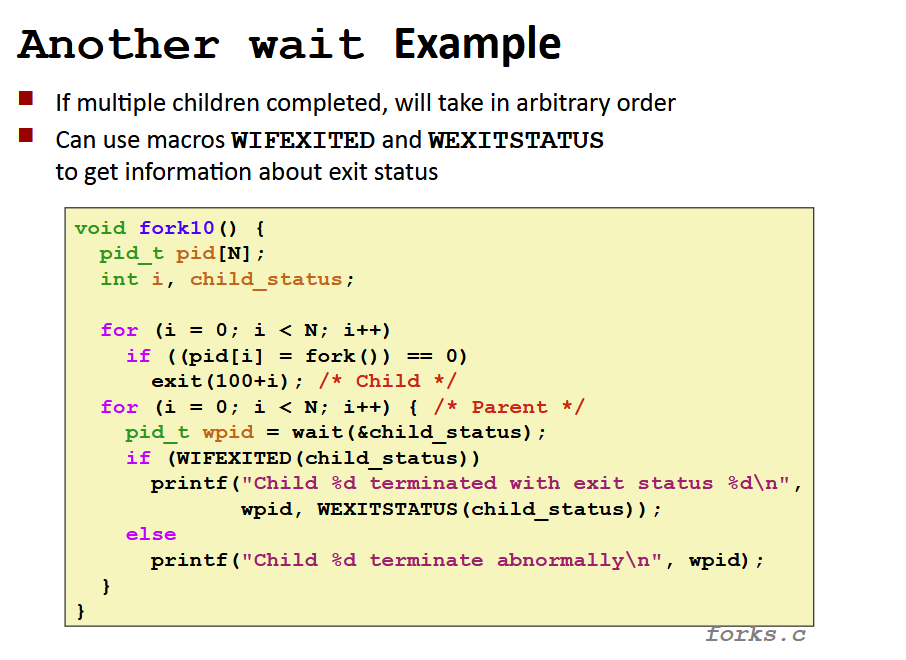 Another wait Example
If multiple children completed, will take in arbitrary order
Can use macros WIFEXITED and WEXITSTATUS
to get information about exit status
void fork10() {
  pid_t pid[N];
  int i, child_status;

  for (i = 0; i < N; i++)
    if ((pid[i] = fork()) == 0)
      exit(100+i); /* Child */
  for (i = 0; i < N; i++) { /* Parent */
    pid_t wpid = wait(&child_status);
    if (WIFEXITED(child_status))
      printf("Child %d terminated with exit status %d\n",
             wpid, WEXITSTATUS(child_status));
    else
      printf("Child %d terminate abnormally\n", wpid);
  }
}
forks.c